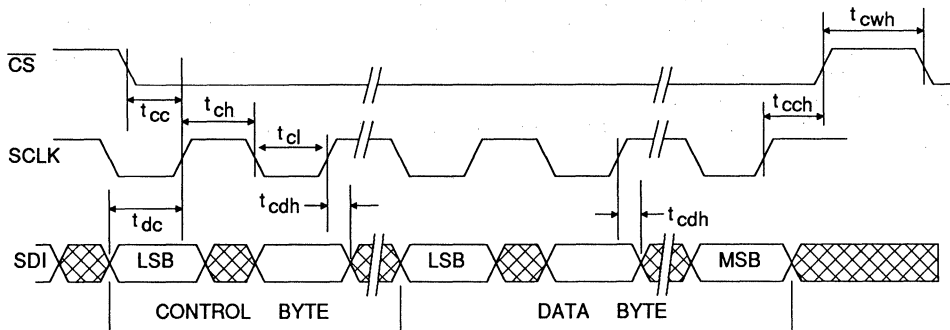 t cwh
CS
t cc
t ch
t cch
t cl
SCLK
t cdh
t dc
t cdh
SDI
LSB
LSB
MSB
CONTROL BYTE
DATA BYTE